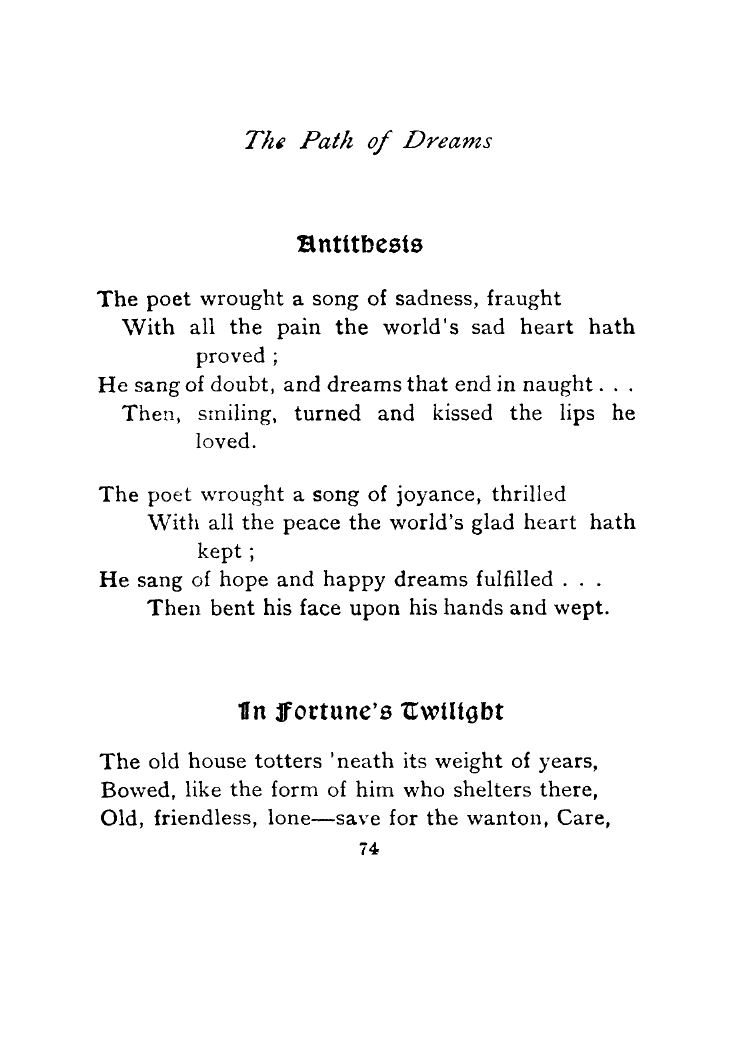 The Path of Dreams
Antithesis
The poet wrought a song of sadness, fraught
With all the pain the world's sad heart hath
proved ;
He sang of doubt, and dreams that end in naught . . .
Then, smiling, turned and kissed the lips he
loved.
The poet wrought a song of joyance, thrilled
With all the peace the world's glad heart hath
kept ;
He sang of hope and happy dreams fulfilled . . .
Then bent his face upon his hands and wept.
In Fortune's Twilight
The old house totters 'neath its weight of years,
Bowed, like the form of him who shelters there,
Old, friendless, lone—save for the wanton, Care,
74